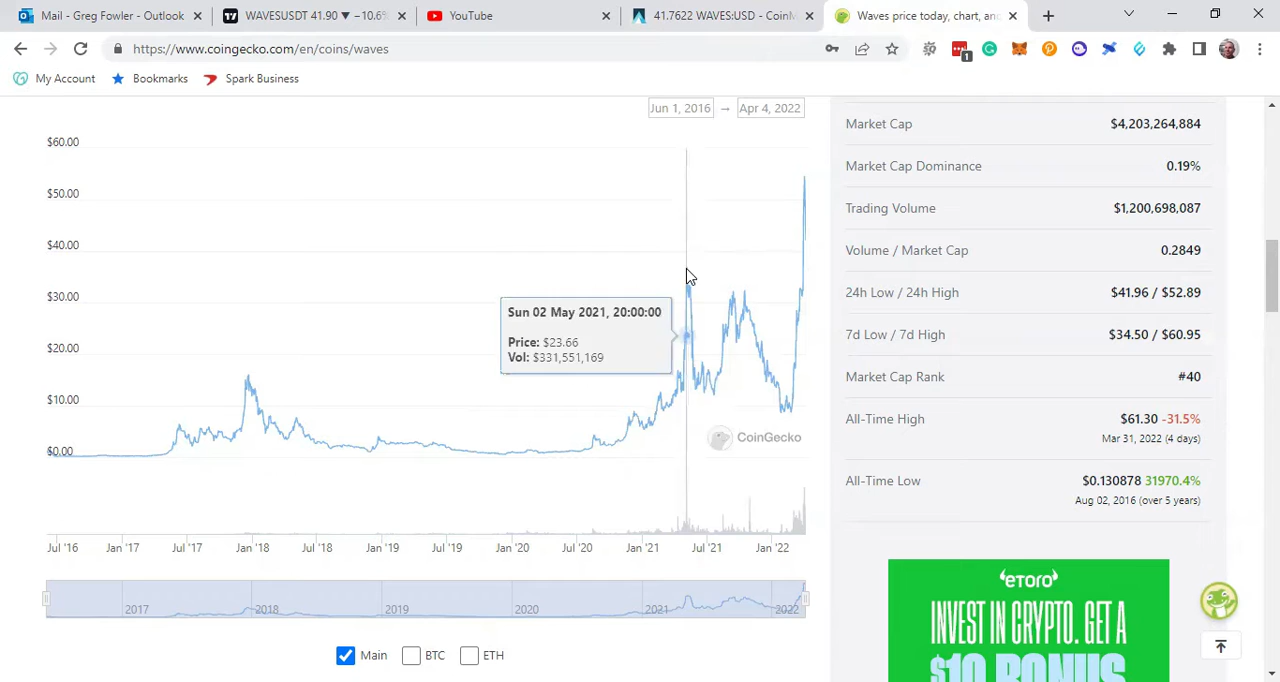 Mail - Greg Fowler - Outlook
WAVESUSDT 41.90 ▼ −10.6%
YouTube
41.7622 WAVES:USD - CoinM
Waves price today, chart, an
https://www.coingecko.com/en/coins/waves
1
My Account
Bookmarks
Spark Business
Jun 1, 2016 → Apr 4, 2022
$60.00
$50.00
$40.00
$30.00
$20.00
$10.00
$0.00
Sun 02 May 2021, 20:00:00
Price: $23.66
Vol: $331,551,169
CoinGecko
Jul '16 Jan '17 Jul '17 Jan '18 Jul '18 Jan '19 Jul '19 Jan '20 Jul '20 Jan '21 Jul '21 Jan '22
2017 2018 2019 2020 2021 2022
Main BTC ETH
Market Cap $4,203,264,884
Market Cap Dominance 0.19%
Trading Volume $1,200,698,087
Volume / Market Cap 0.2849
24h Low / 24h High $41.96 / $52.89
7d Low / 7d High $34.50 / $60.95
Market Cap Rank #40
All-Time High $61.30 -31.5%
Mar 31, 2022 (4 days)
All-Time Low $0.130878 31970.4%
Aug 02, 2016 (over 5 years)
eToro
INVEST IN CRYPTO. GET A
$10 BONUS